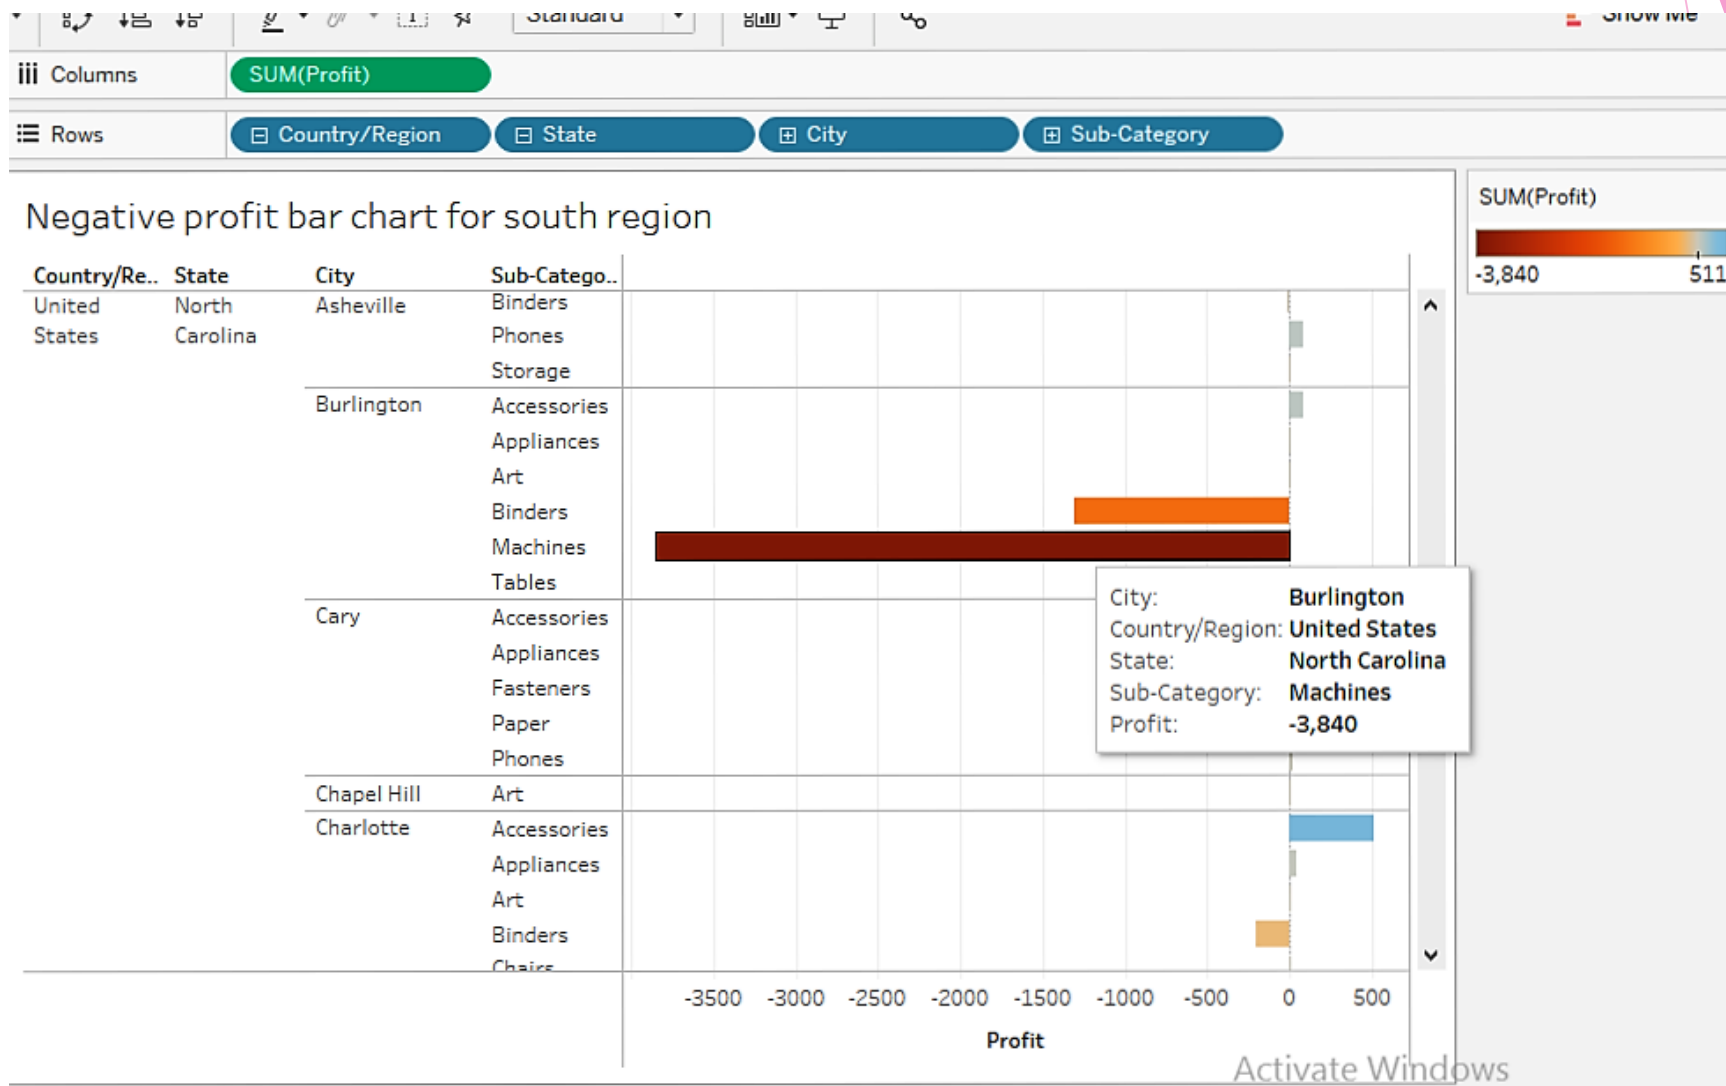 Standard
Show Me
Columns
SUM(Profit)
Rows
Country/Region State City Sub-Category
Negative profit bar chart for south region
SUM(Profit)
-3,840 511
Country/Re.. State City Sub-Catego..
United North Asheville Binders
States Carolina Phones
Storage
Burlington Accessories
Appliances
Art
Binders
Machines
Tables
Cary Accessories
Appliances
Fasteners
Paper
Phones
Chapel Hill Art
Charlotte Accessories
Appliances
Art
Binders
Chairs
City: Burlington
Country/Region: United States
State: North Carolina
Sub-Category: Machines
Profit: -3,840
-3500 -3000 -2500 -2000 -1500 -1000 -500 0 500
Profit
Activate Windows